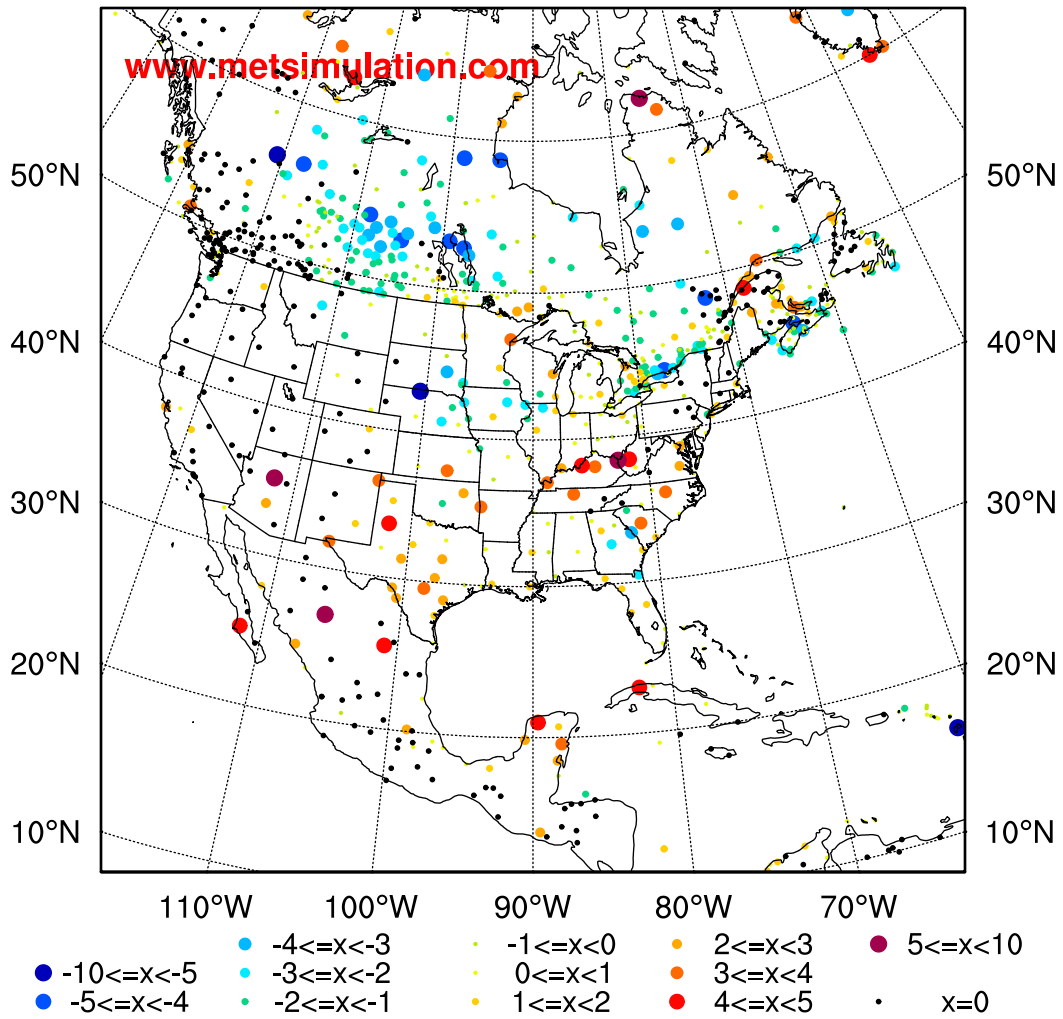 www.metsimulation.com
50°N 50°N
40°N 40°N
30°N 30°N
20°N 20°N
10°N 10°N
110°W 100°W 90°W 80°W 70°W
-4<=x<-3 -1<=x<0 2<=x<3 5<=x<10
-10<=x<-5 -3<=x<-2 0<=x<1 3<=x<4
-5<=x<-4 -2<=x<-1 1<=x<2 4<=x<5 x=0